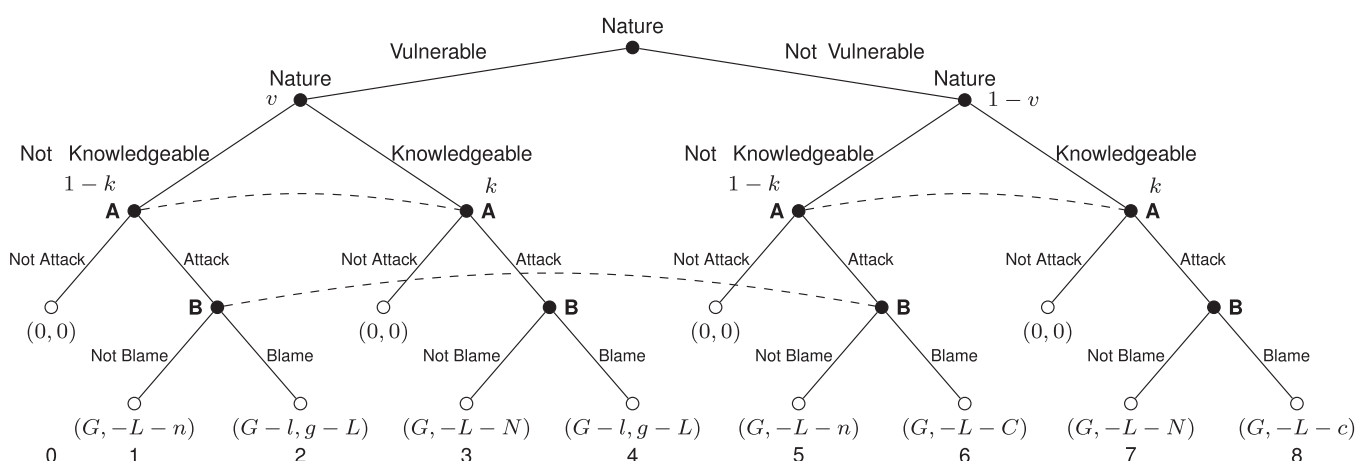 Nature
Vulnerable Not Vulnerable
Nature Nature
v 1 − v
Not Knowledgeable Knowledgeable Not Knowledgeable Knowledgeable
1 − k k 1 − k k
A A A A
Not Attack Attack Not Attack Attack Not Attack Attack Not Attack Attack
B B B B
(0, 0) (0, 0) (0, 0) (0, 0)
Not Blame Blame Not Blame Blame Not Blame Blame Not Blame Blame
(G, −L − n) (G − l, g − L) (G, −L − N) (G − l, g − L) (G, −L − n) (G, −L − C) (G, −L − N) (G, −L − c)
0 1 2 3 4 5 6 7 8